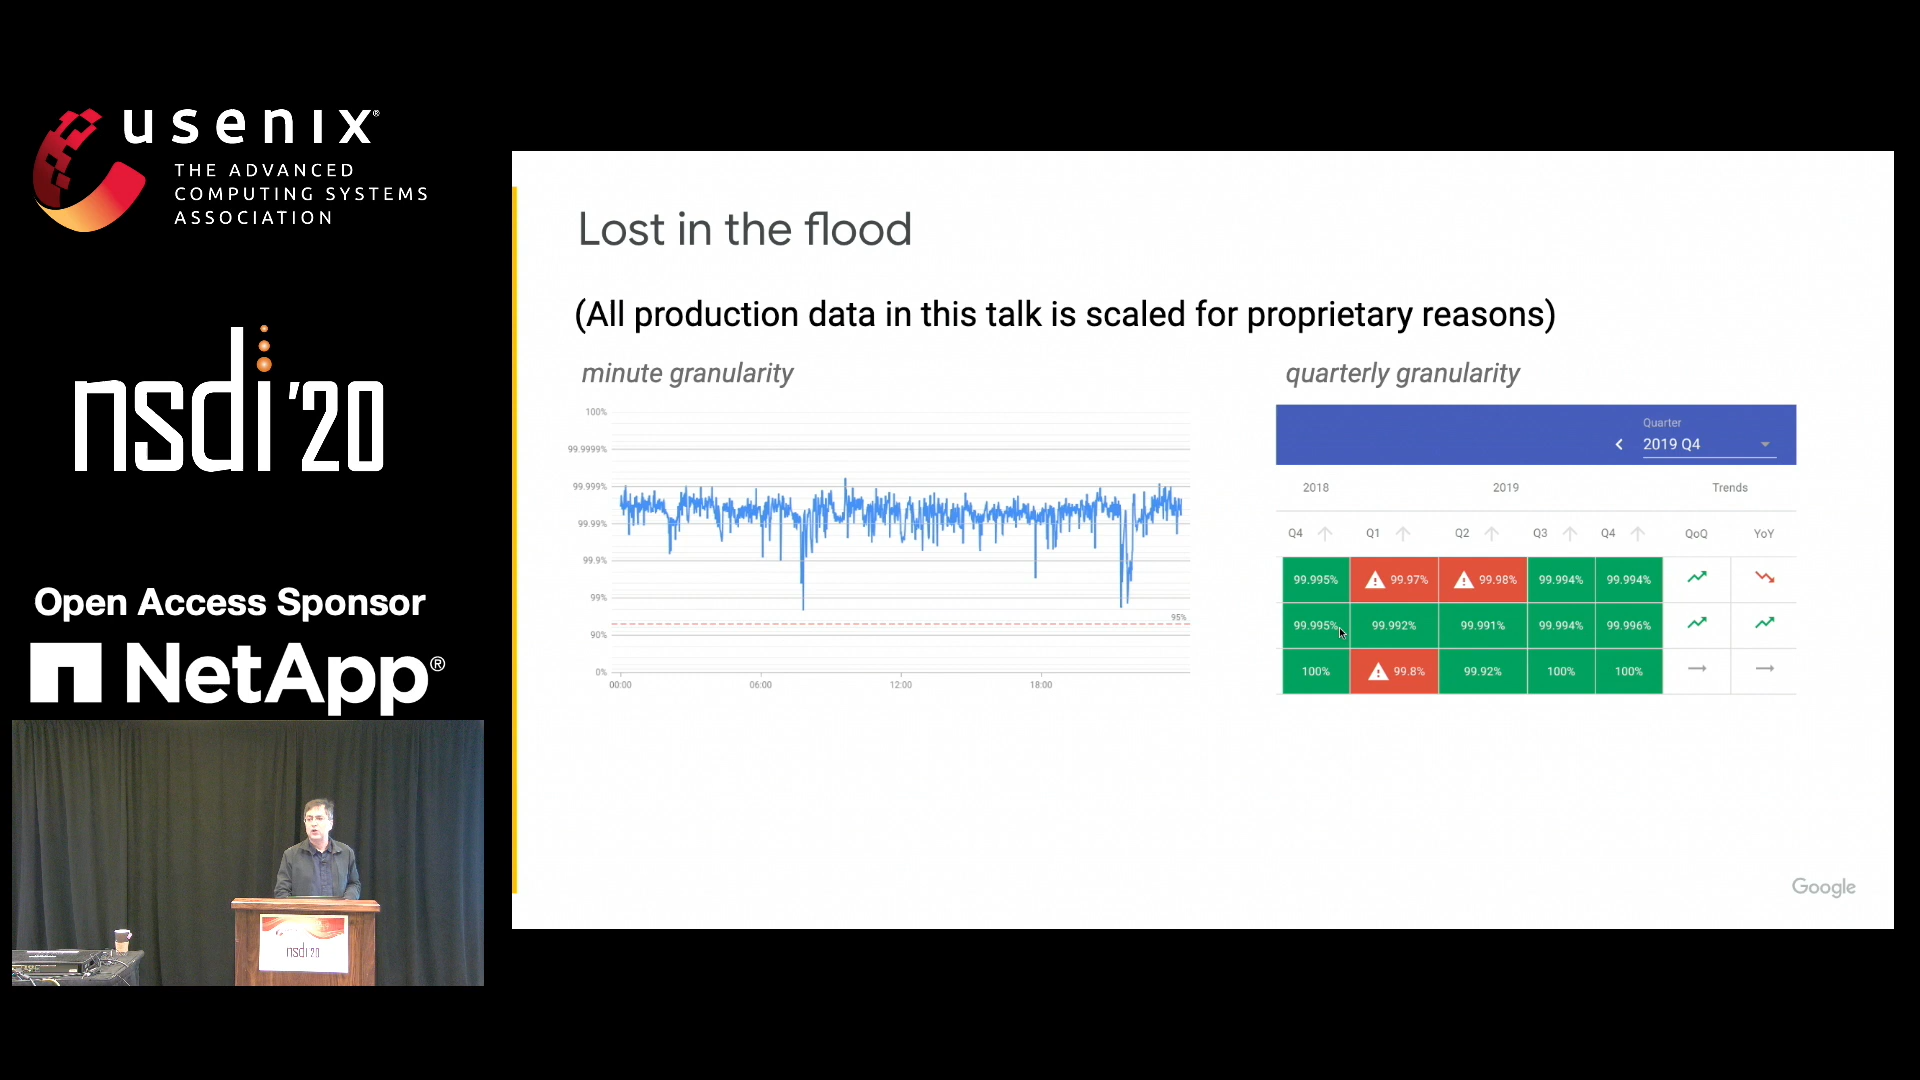 usenix®
THE ADVANCED
COMPUTING SYSTEMS
ASSOCIATION
nsdi '20
Open Access Sponsor
NetApp®
nsdi 20
Lost in the flood
(All production data in this talk is scaled for proprietary reasons)
minute granularity
100%
99.9999%
99.999%
99.99%
99.9%
99%
95%
90%
0%
00:00 06:00 12:00 18:00
quarterly granularity
Quarter
2019 Q4
2018 2019 Trends
Q4 Q1 Q2 Q3 Q4 QoQ YoY
99.995% 99.97% 99.98% 99.994% 99.994%
99.995% 99.992% 99.991% 99.994% 99.996%
100% 99.8% 99.92% 100% 100%
Google